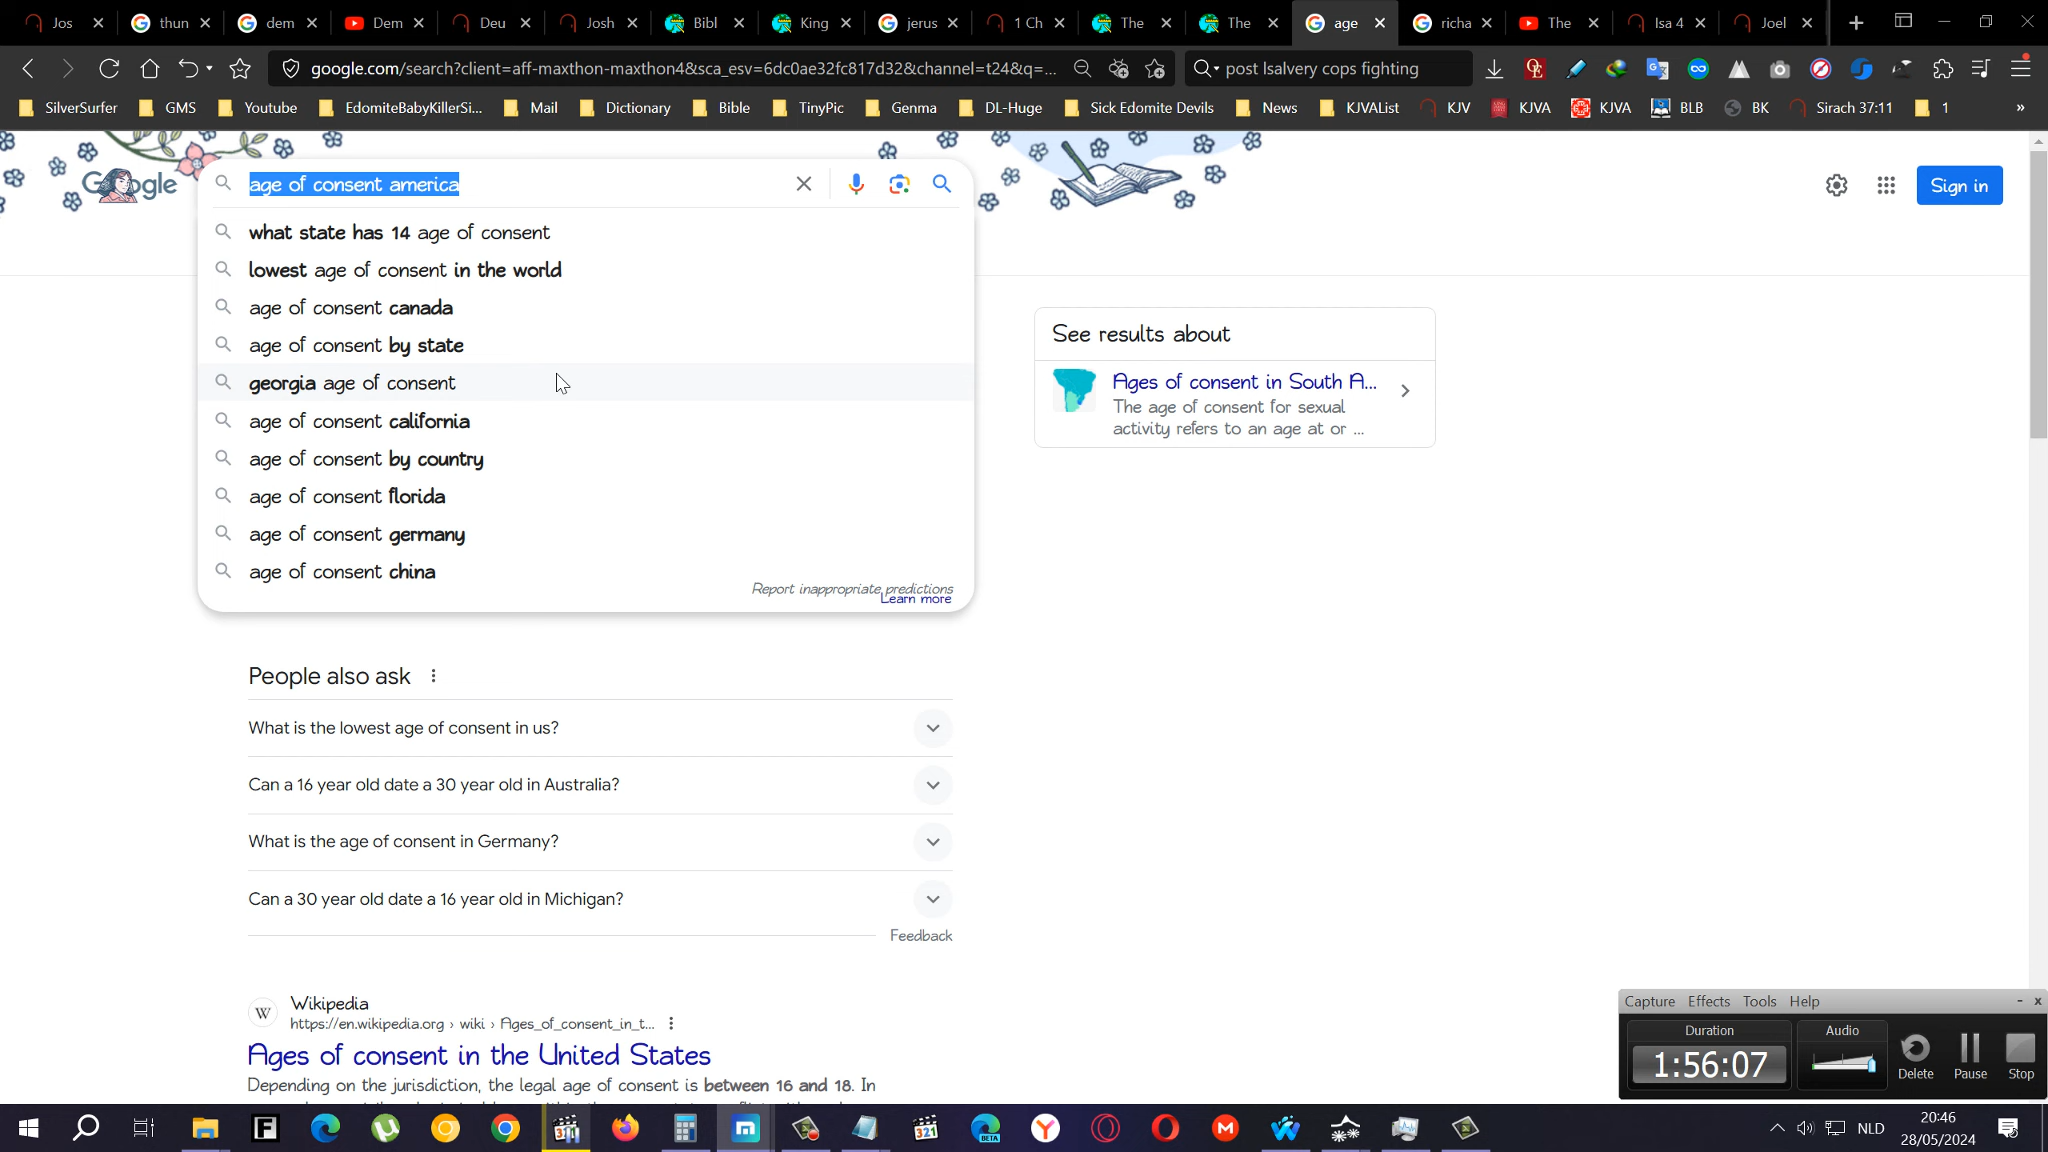 Jos
thun
dem
Dem
Deu
Josh
Bibl
King
jerus
1 Ch
The
The
age
richa
The
Isa 4
Joel
google.com/search?client=aff-maxthon-maxthon4&sca_esv=6dc0ae32fc817d32&channel=t24&q=...
post lsalvery cops fighting
SilverSurfer
GMS
Youtube
EdomiteBabyKillerSi...
Mail
Dictionary
Bible
TinyPic
Genma
DL-Huge
Sick Edomite Devils
News
KJVAList
KJV
KJVA
KJVA
BLB
BK
Sirach 37:11
1
»
Google
age of consent america
Sign in
what state has 14 age of consent
lowest age of consent in the world
age of consent canada
age of consent by state
georgia age of consent
age of consent california
age of consent by country
age of consent florida
age of consent germany
age of consent china
Report inappropriate predictions
Learn more
See results about
Ages of consent in South A...
The age of consent for sexual
activity refers to an age at or ...
People also ask
What is the lowest age of consent in us?
Can a 16 year old date a 30 year old in Australia?
What is the age of consent in Germany?
Can a 30 year old date a 16 year old in Michigan?
Feedback
W
Wikipedia
https://en.wikipedia.org › wiki › Ages_of_consent_in_t...
Ages of consent in the United States
Depending on the jurisdiction, the legal age of consent is between 16 and 18. In
Capture Effects Tools Help
Duration
Audio
1:56:07
Delete
Pause
Stop
NLD
20:46
28/05/2024